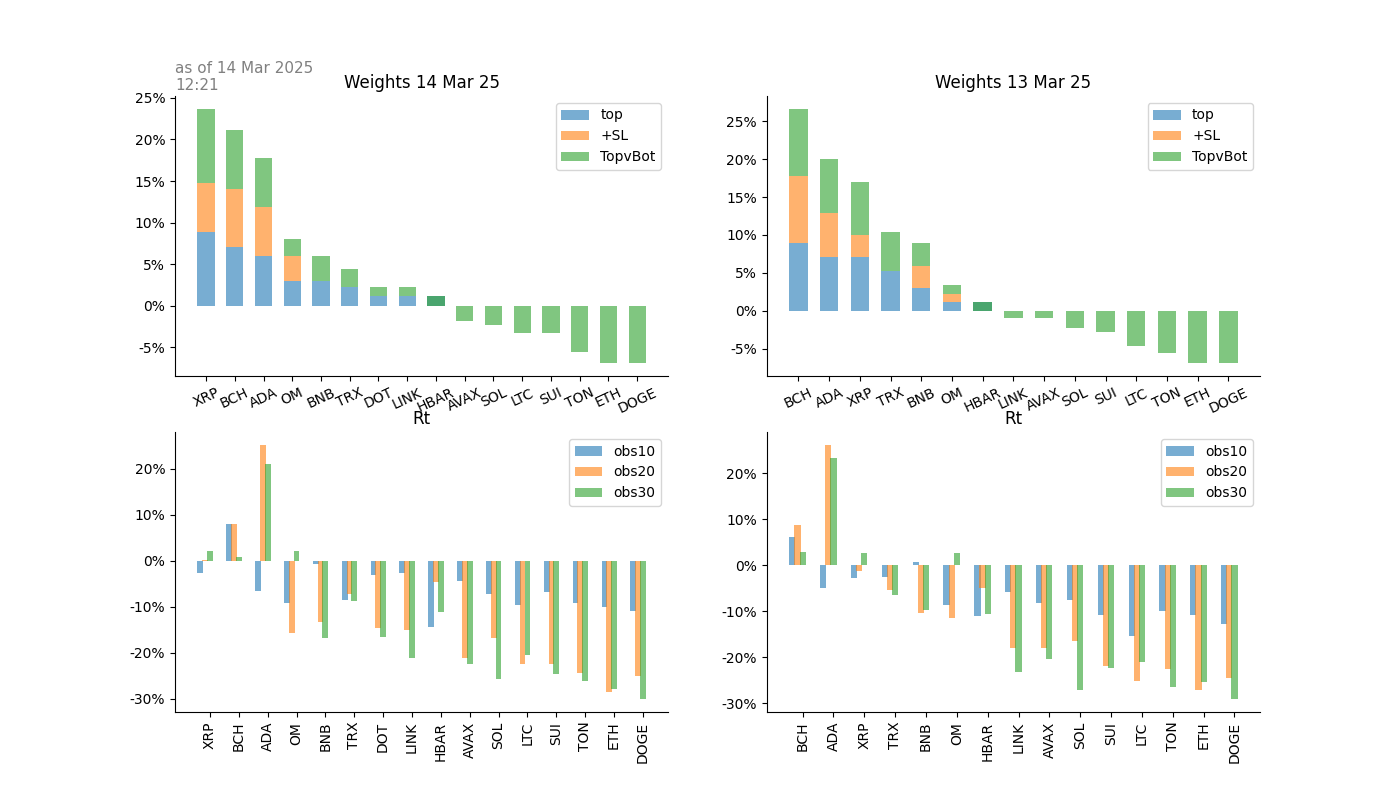 as of 14 Mar 2025
12:21
Weights 14 Mar 25
25%
20%
15%
10%
5%
0%
-5%
top
+SL
TopvBot
XRP BCH ADA OM BNB TRX DOT LINK HBAR AVAX SOL LTC SUI TON ETH DOGE
Weights 13 Mar 25
25%
20%
15%
10%
5%
0%
-5%
top
+SL
TopvBot
BCH ADA XRP TRX BNB OM HBAR LINK AVAX SOL SUI LTC TON ETH DOGE
Rt
20%
10%
0%
-10%
-20%
-30%
obs10
obs20
obs30
XRP BCH ADA OM BNB TRX DOT LINK HBAR AVAX SOL LTC SUI TON ETH DOGE
Rt
20%
10%
0%
-10%
-20%
-30%
obs10
obs20
obs30
BCH ADA XRP TRX BNB OM HBAR LINK AVAX SOL SUI LTC TON ETH DOGE